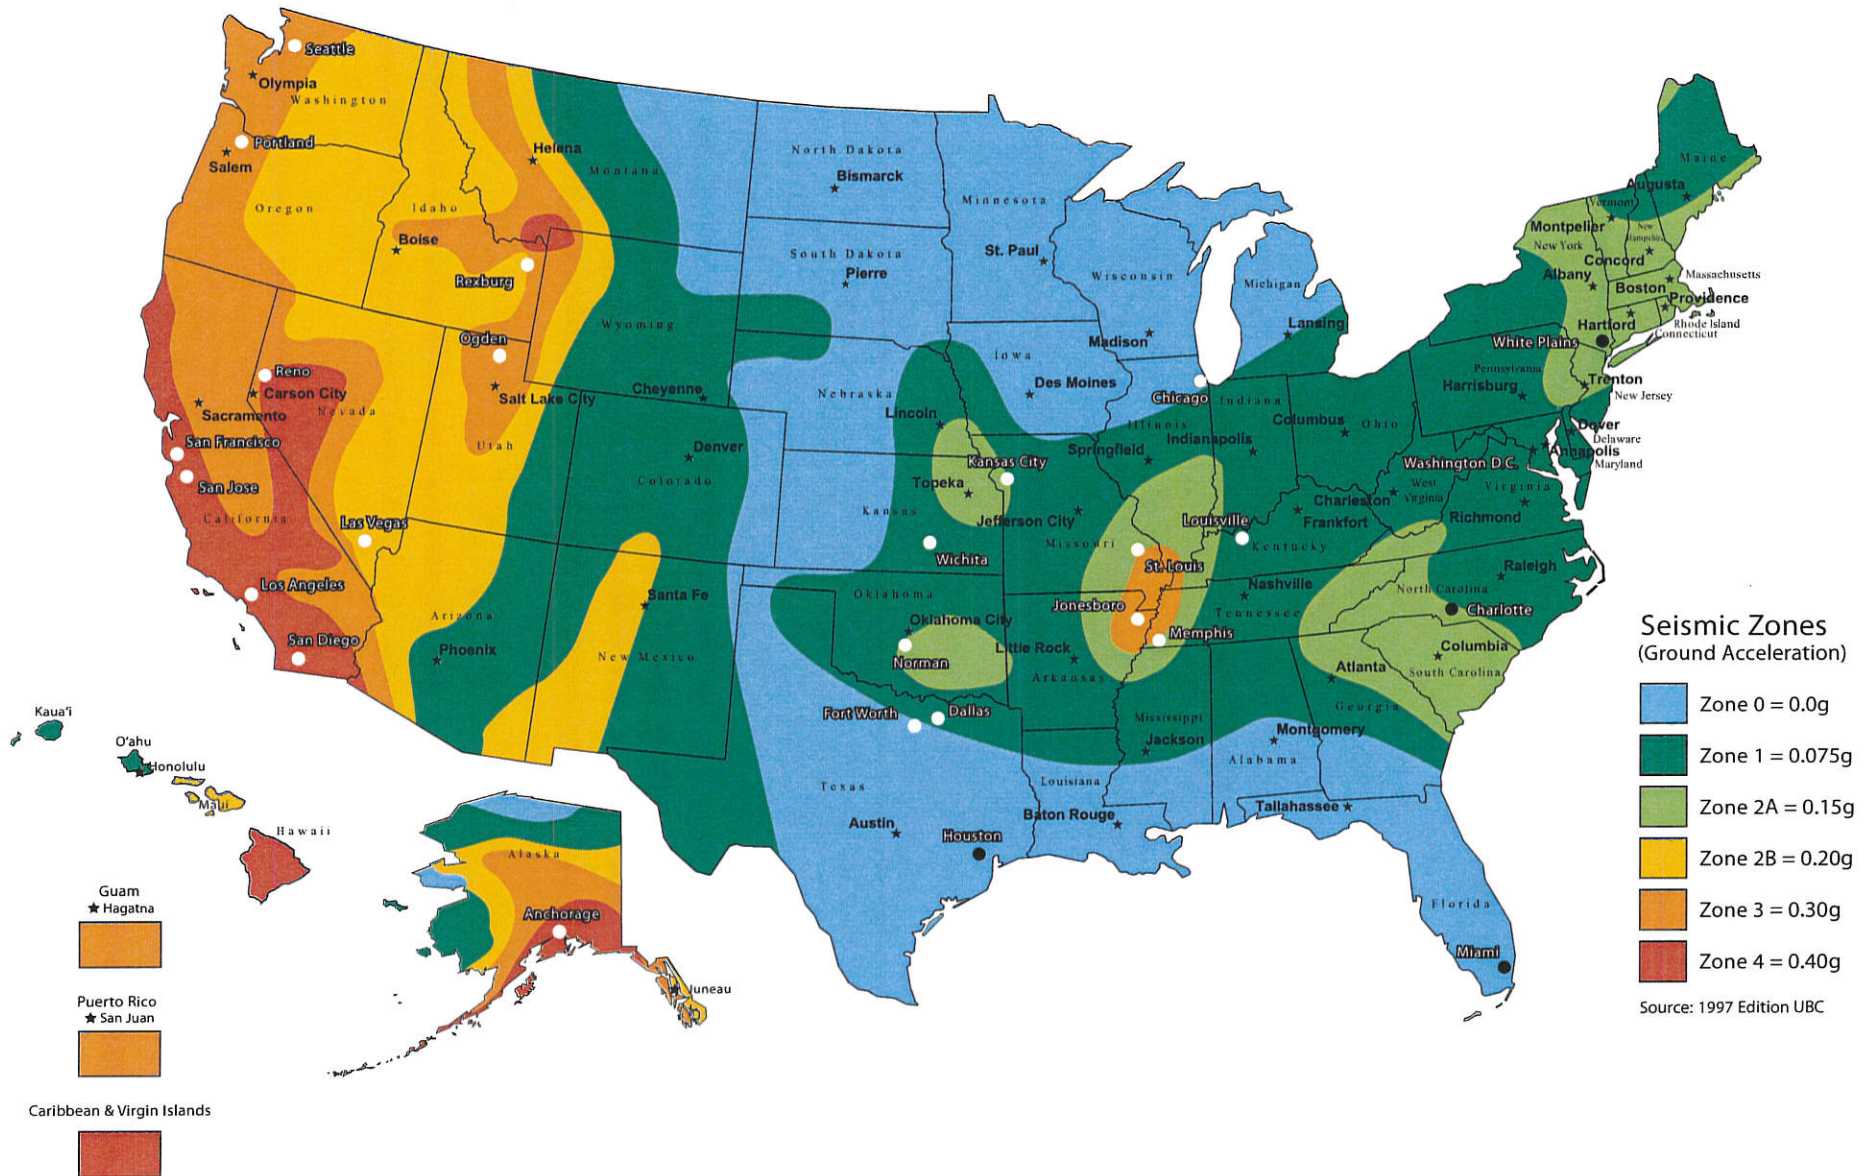 Seattle
Olympia
Washington
Portland
Salem
Oregon
Idaho
Boise
Rexburg
Helena
Montana
Wyoming
Ogden
Salt Lake City
Utah
Reno
Carson City
Nevada
Sacramento
San Francisco
San Jose
California
Las Vegas
Los Angeles
San Diego
Arizona
Phoenix
Santa Fe
New Mexico
Cheyenne
Denver
Colorado
North Dakota
Bismarck
South Dakota
Pierre
Nebraska
Lincoln
Kansas
Topeka
Kansas City
Wichita
Oklahoma
Oklahoma City
Norman
Fort Worth
Dallas
Texas
Austin
Houston
Minnesota
St. Paul
Wisconsin
Madison
Michigan
Lansing
Iowa
Des Moines
Chicago
Illinois
Springfield
Indiana
Indianapolis
Columbus
Ohio
Jefferson City
Missouri
St. Louis
Jonesboro
Memphis
Little Rock
Arkansas
Louisville
Kentucky
Frankfort
Charleston
West
Virginia
Nashville
Tennessee
Mississippi
Jackson
Louisiana
Baton Rouge
Alabama
Montgomery
Atlanta
Georgia
Tallahassee
Florida
Miami
Columbia
South Carolina
North Carolina
Charlotte
Raleigh
Virginia
Richmond
Washington D.C.
Annapolis
Maryland
Dover
Delaware
Trenton
New Jersey
Pennsylvania
Harrisburg
White Plains
Hartford
Connecticut
Rhode Island
Providence
Boston
Massachusetts
Albany
New York
Concord
New
Hampshire
Montpelier
Vermont
Augusta
Maine
Seismic Zones
(Ground Acceleration)
Zone 0 = 0.0g
Zone 1 = 0.075g
Zone 2A = 0.15g
Zone 2B = 0.20g
Zone 3 = 0.30g
Zone 4 = 0.40g
Source: 1997 Edition UBC
Kaua'i
O'ahu
Honolulu
Maui
Hawaii
Alaska
Anchorage
Juneau
Guam
Hagatna
Puerto Rico
San Juan
Caribbean & Virgin Islands